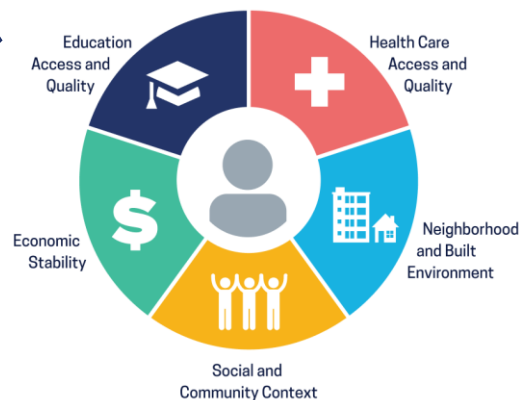 Education
Access and
Quality
Health Care
Access and
Quality
$
Economic
Stability
Neighborhood
and Built
Environment
Social and
Community Context